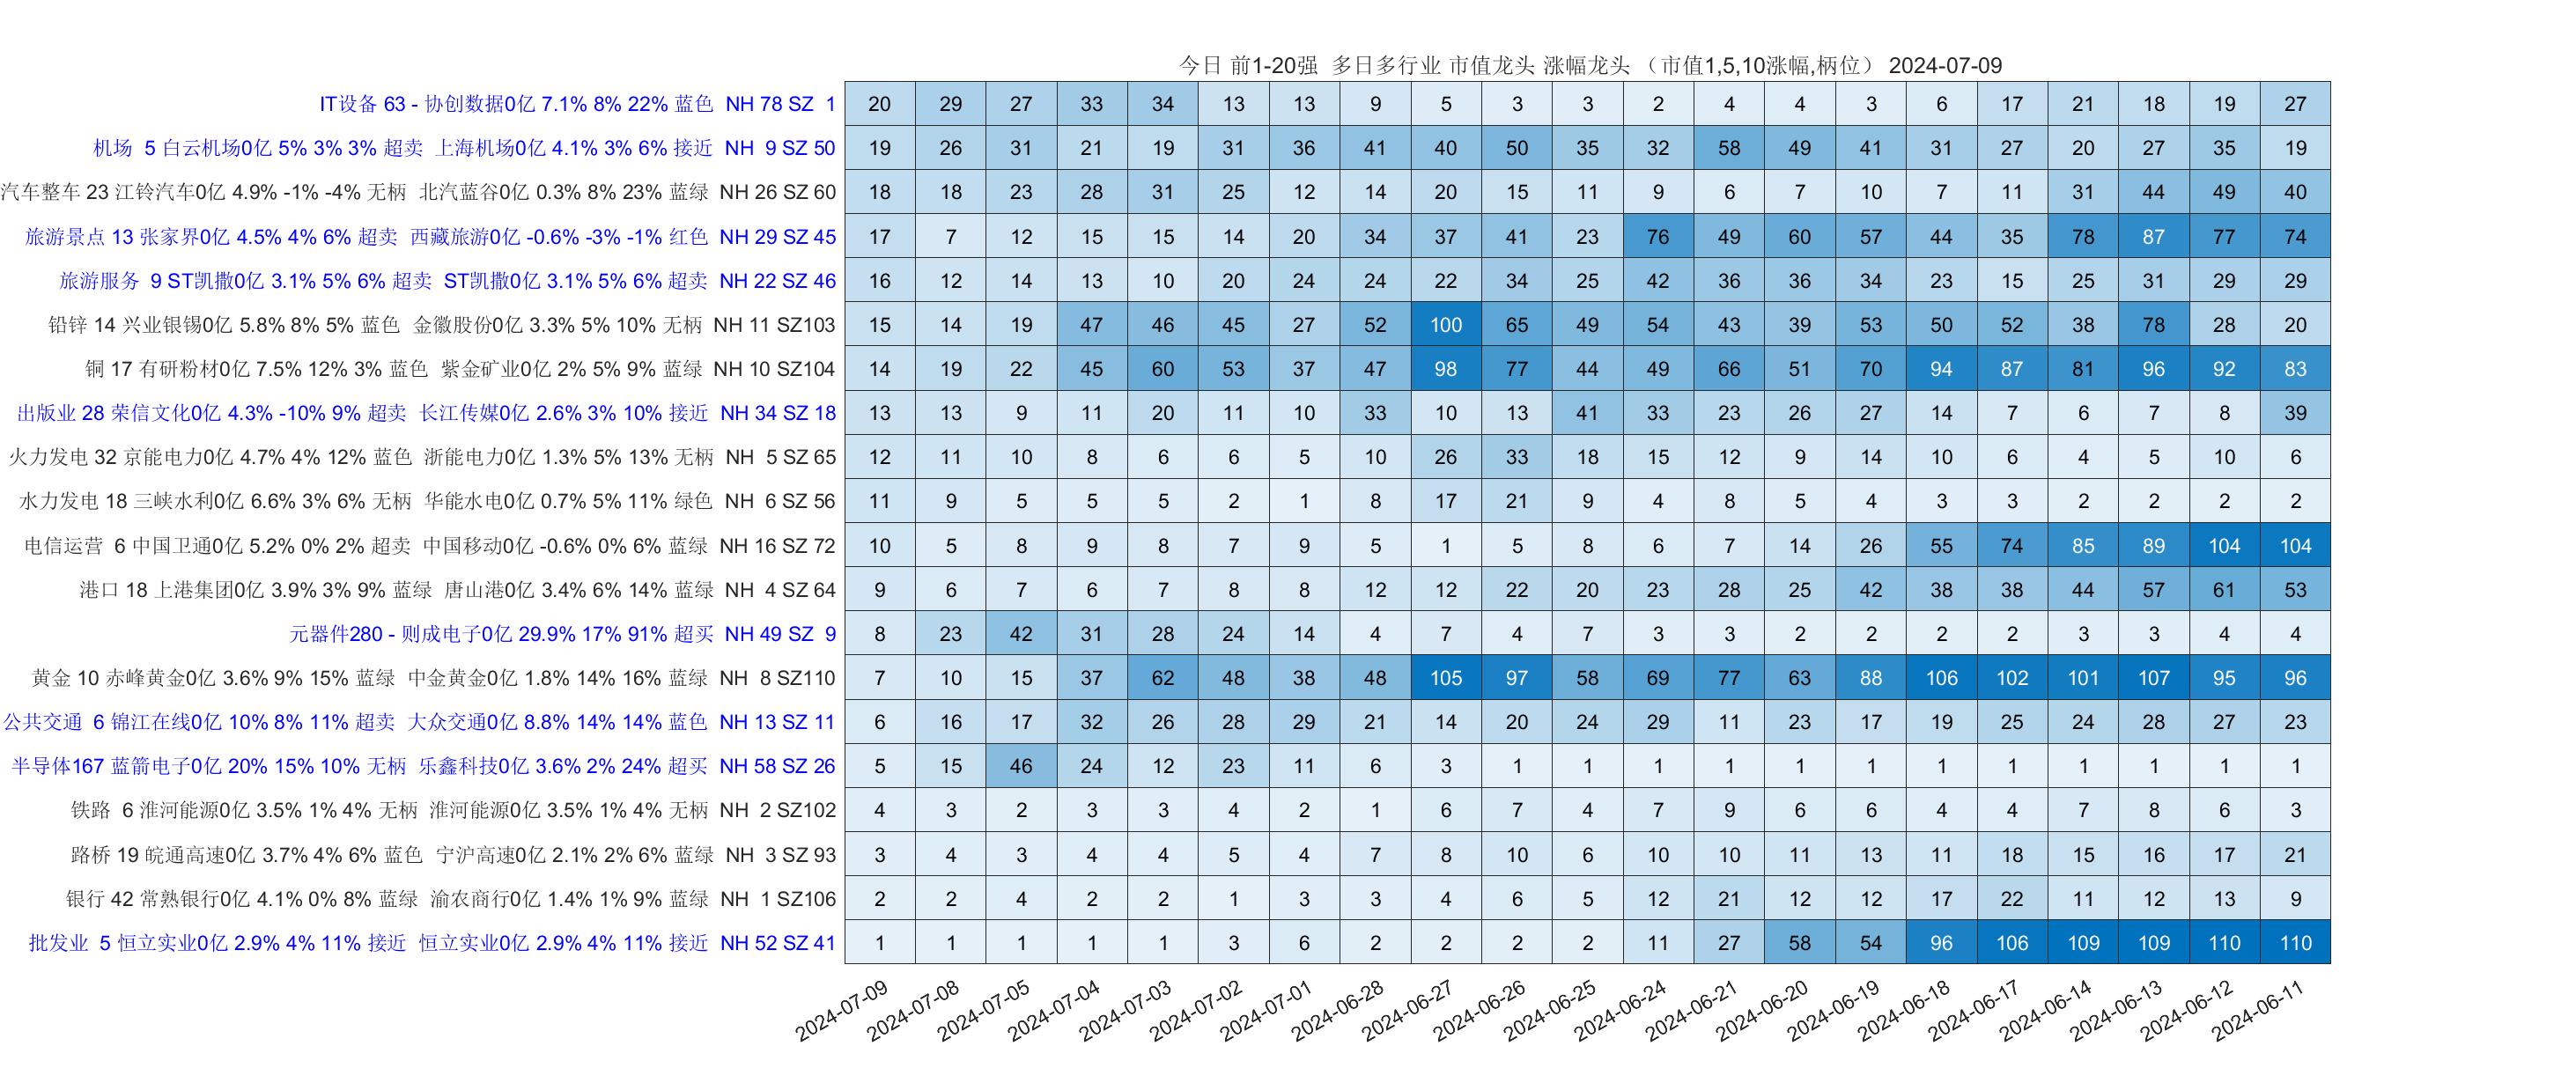 今日 前1-20强 多日多行业 市值龙头 涨幅龙头 （市值1,5,10涨幅,柄位） 2024-07-09
IT设备 63 - 协创数据0亿 7.1% 8% 22% 蓝色 NH 78 SZ 1 20 29 27 33 34 13 13 9 5 3 3 2 4 4 3 6 17 21 18 19 27
机场 5 白云机场0亿 5% 3% 3% 超卖 上海机场0亿 4.1% 3% 6% 接近 NH 9 SZ 50 19 26 31 21 19 31 36 41 40 50 35 32 58 49 41 31 27 20 27 35 19
汽车整车 23 江铃汽车0亿 4.9% -1% -4% 无柄 北汽蓝谷0亿 0.3% 8% 23% 蓝绿 NH 26 SZ 60 18 18 23 28 31 25 12 14 20 15 11 9 6 7 10 7 11 31 44 49 40
旅游景点 13 张家界0亿 4.5% 4% 6% 超卖 西藏旅游0亿 -0.6% -3% -1% 红色 NH 29 SZ 45 17 7 12 15 15 14 20 34 37 41 23 76 49 60 57 44 35 78 87 77 74
旅游服务 9 ST凯撒0亿 3.1% 5% 6% 超卖 ST凯撒0亿 3.1% 5% 6% 超卖 NH 22 SZ 46 16 12 14 13 10 20 24 24 22 34 25 42 36 36 34 23 15 25 31 29 29
铅锌 14 兴业银锡0亿 5.8% 8% 5% 蓝色 金徽股份0亿 3.3% 5% 10% 无柄 NH 11 SZ103 15 14 19 47 46 45 27 52 100 65 49 54 43 39 53 50 52 38 78 28 20
铜 17 有研粉材0亿 7.5% 12% 3% 蓝色 紫金矿业0亿 2% 5% 9% 蓝绿 NH 10 SZ104 14 19 22 45 60 53 37 47 98 77 44 49 66 51 70 94 87 81 96 92 83
出版业 28 荣信文化0亿 4.3% -10% 9% 超卖 长江传媒0亿 2.6% 3% 10% 接近 NH 34 SZ 18 13 13 9 11 20 11 10 33 10 13 41 33 23 26 27 14 7 6 7 8 39
火力发电 32 京能电力0亿 4.7% 4% 12% 蓝色 浙能电力0亿 1.3% 5% 13% 无柄 NH 5 SZ 65 12 11 10 8 6 6 5 10 26 33 18 15 12 9 14 10 6 4 5 10 6
水力发电 18 三峡水利0亿 6.6% 3% 6% 无柄 华能水电0亿 0.7% 5% 11% 绿色 NH 6 SZ 56 11 9 5 5 5 2 1 8 17 21 9 4 8 5 4 3 3 2 2 2 2
电信运营 6 中国卫通0亿 5.2% 0% 2% 超卖 中国移动0亿 -0.6% 0% 6% 蓝绿 NH 16 SZ 72 10 5 8 9 8 7 9 5 1 5 8 6 7 14 26 55 74 85 89 104 104
港口 18 上港集团0亿 3.9% 3% 9% 蓝绿 唐山港0亿 3.4% 6% 14% 蓝绿 NH 4 SZ 64 9 6 7 6 7 8 8 12 12 22 20 23 28 25 42 38 38 44 57 61 53
元器件280 - 则成电子0亿 29.9% 17% 91% 超买 NH 49 SZ 9 8 23 42 31 28 24 14 4 7 4 7 3 3 2 2 2 2 3 3 4 4
黄金 10 赤峰黄金0亿 3.6% 9% 15% 蓝绿 中金黄金0亿 1.8% 14% 16% 蓝绿 NH 8 SZ110 7 10 15 37 62 48 38 48 105 97 58 69 77 63 88 106 102 101 107 95 96
公共交通 6 锦江在线0亿 10% 8% 11% 超卖 大众交通0亿 8.8% 14% 14% 蓝色 NH 13 SZ 11 6 16 17 32 26 28 29 21 14 20 24 29 11 23 17 19 25 24 28 27 23
半导体167 蓝箭电子0亿 20% 15% 10% 无柄 乐鑫科技0亿 3.6% 2% 24% 超买 NH 58 SZ 26 5 15 46 24 12 23 11 6 3 1 1 1 1 1 1 1 1 1 1 1 1
铁路 6 淮河能源0亿 3.5% 1% 4% 无柄 淮河能源0亿 3.5% 1% 4% 无柄 NH 2 SZ102 4 3 2 3 3 4 2 1 6 7 4 7 9 6 6 4 4 7 8 6 3
路桥 19 皖通高速0亿 3.7% 4% 6% 蓝色 宁沪高速0亿 2.1% 2% 6% 蓝绿 NH 3 SZ 93 3 4 3 4 4 5 4 7 8 10 6 10 10 11 13 11 18 15 16 17 21
银行 42 常熟银行0亿 4.1% 0% 8% 蓝绿 渝农商行0亿 1.4% 1% 9% 蓝绿 NH 1 SZ106 2 2 4 2 2 1 3 3 4 6 5 12 21 12 12 17 22 11 12 13 9
批发业 5 恒立实业0亿 2.9% 4% 11% 接近 恒立实业0亿 2.9% 4% 11% 接近 NH 52 SZ 41 1 1 1 1 1 3 6 2 2 2 2 11 27 58 54 96 106 109 109 110 110
2024-07-09 2024-07-08 2024-07-05 2024-07-04 2024-07-03 2024-07-02 2024-07-01 2024-06-28 2024-06-27 2024-06-26 2024-06-25 2024-06-24 2024-06-21 2024-06-20 2024-06-19 2024-06-18 2024-06-17 2024-06-14 2024-06-13 2024-06-12 2024-06-11